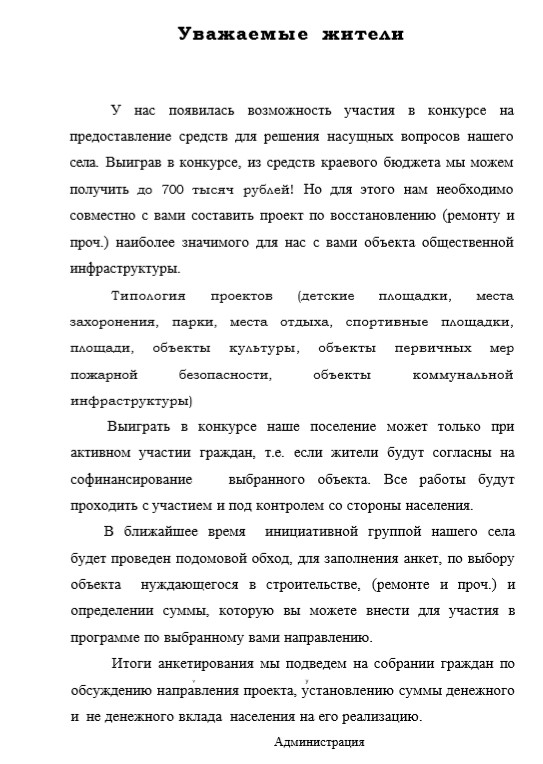 Уважаемые жители
У нас появилась возможность участия в конкурсе на
предоставление средств для решения насущных вопросов нашего
села. Выиграв в конкурсе, из средств краевого бюджета мы можем
получить до 700 тысяч рублей! Но для этого нам необходимо
совместно с вами составить проект по восстановлению (ремонту и
проч.) наиболее значимого для нас с вами объекта общественной
инфраструктуры.
Типология проектов (детские площадки, места
захоронения, парки, места отдыха, спортивные площадки,
площади, объекты культуры, объекты первичных мер
пожарной безопасности, объекты коммунальной
инфраструктуры)
Выиграть в конкурсе наше поселение может только при
активном участии граждан, т.е. если жители будут согласны на
софинансирование выбранного объекта. Все работы будут
проходить с участием и под контролем со стороны населения.
В ближайшее время инициативной группой нашего села
будет проведен подомовой обход, для заполнения анкет, по выбору
объекта нуждающегося в строительстве, (ремонте и проч.) и
определении суммы, которую вы можете внести для участия в
программе по выбранному вами направлению.
Итоги анкетирования мы подведем на собрании граждан по
обсуждению направления проекта, установлению суммы денежного
и не денежного вклада населения на его реализацию.
Администрация